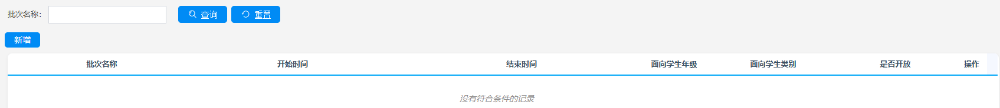 批次名称： 查询 重置
新增
批次名称 开始时间 结束时间 面向学生年级 面向学生类别 是否开放 操作
没有符合条件的记录